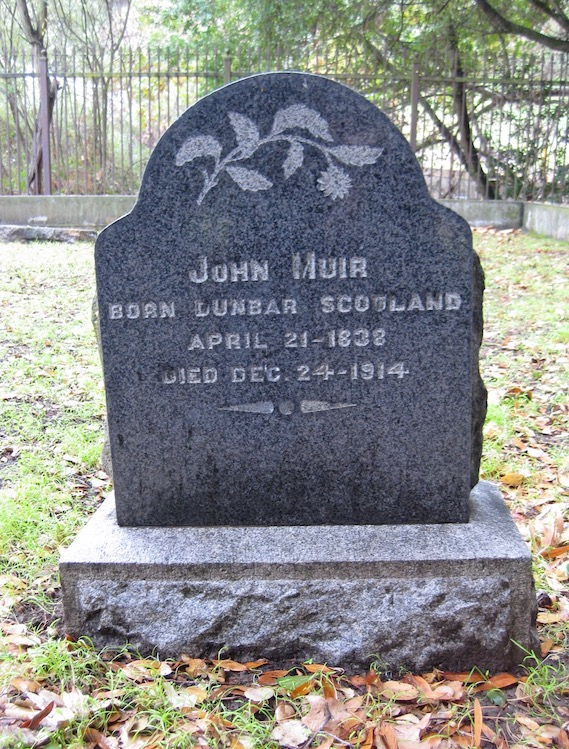 JOHN MUIR
BORN DUNBAR SCOTLAND
APRIL 21-1838
DIED DEC. 24-1914